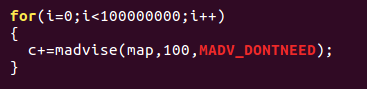 for(i=0;i<100000000;i++)
{
  c+=madvise(map,100,MADV_DONTNEED);
}